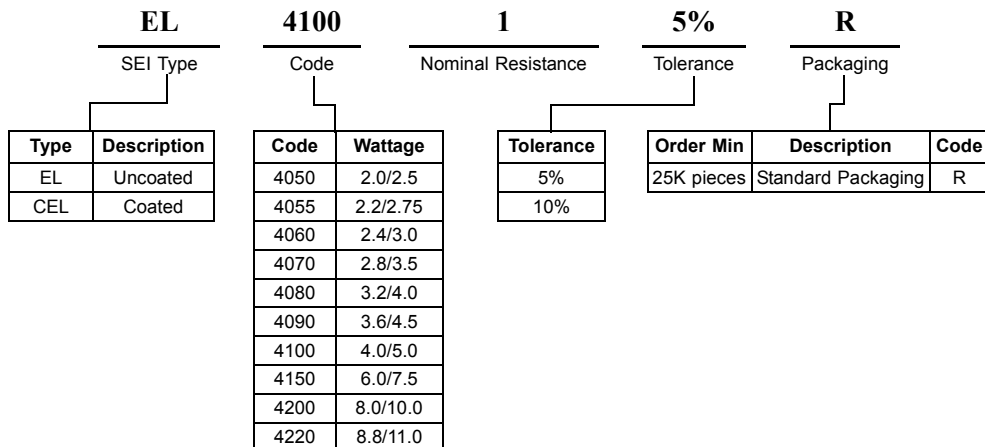 EL 4100 1 5% R
SEI Type Code Nominal Resistance Tolerance Packaging
Type Description
EL Uncoated
CEL Coated
Code Wattage
4050 2.0/2.5
4055 2.2/2.75
4060 2.4/3.0
4070 2.8/3.5
4080 3.2/4.0
4090 3.6/4.5
4100 4.0/5.0
4150 6.0/7.5
4200 8.0/10.0
4220 8.8/11.0
Tolerance
5%
10%
Order Min Description Code
25K pieces Standard Packaging R